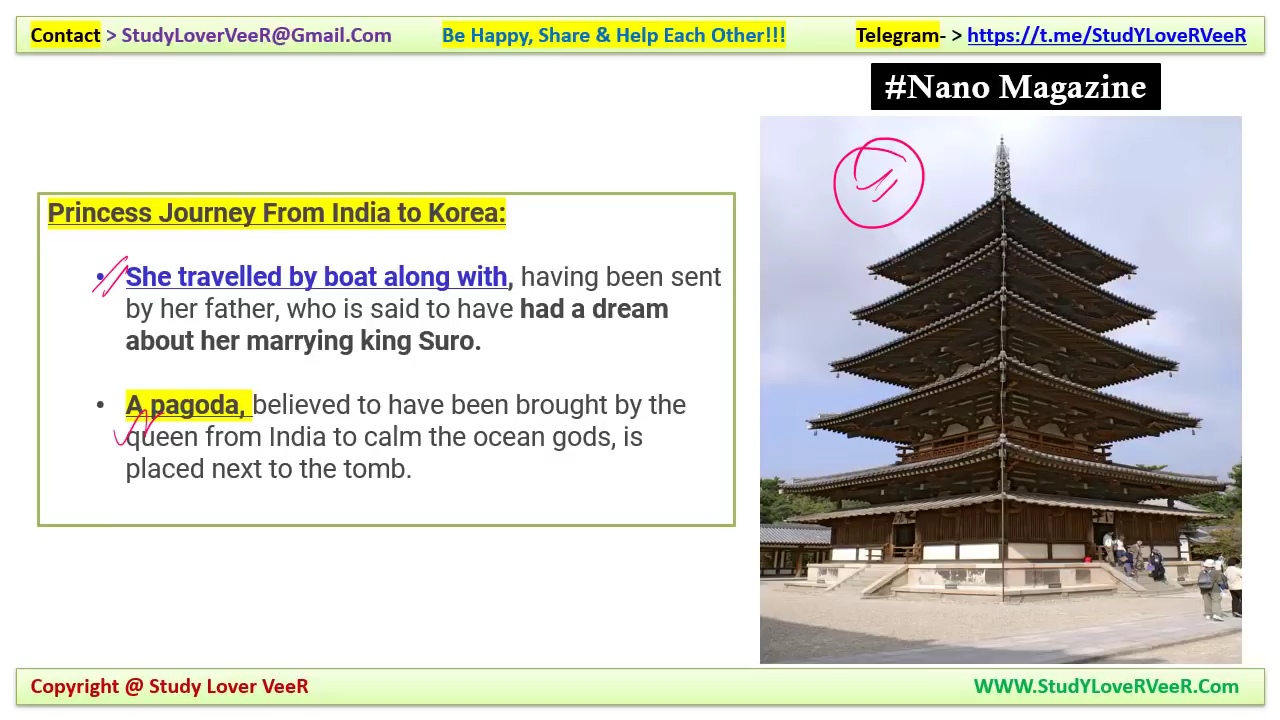 Contact > StudyLoverVeeR@Gmail.Com Be Happy, Share & Help Each Other!!! Telegram- > https://t.me/StudYLoveRVeeR
#Nano Magazine
Princess Journey From India to Korea:
• She travelled by boat along with, having been sent
by her father, who is said to have had a dream
about her marrying king Suro.
• A pagoda, believed to have been brought by the
queen from India to calm the ocean gods, is
placed next to the tomb.
Copyright @ Study Lover VeeR WWW.StudYLoveRVeeR.Com